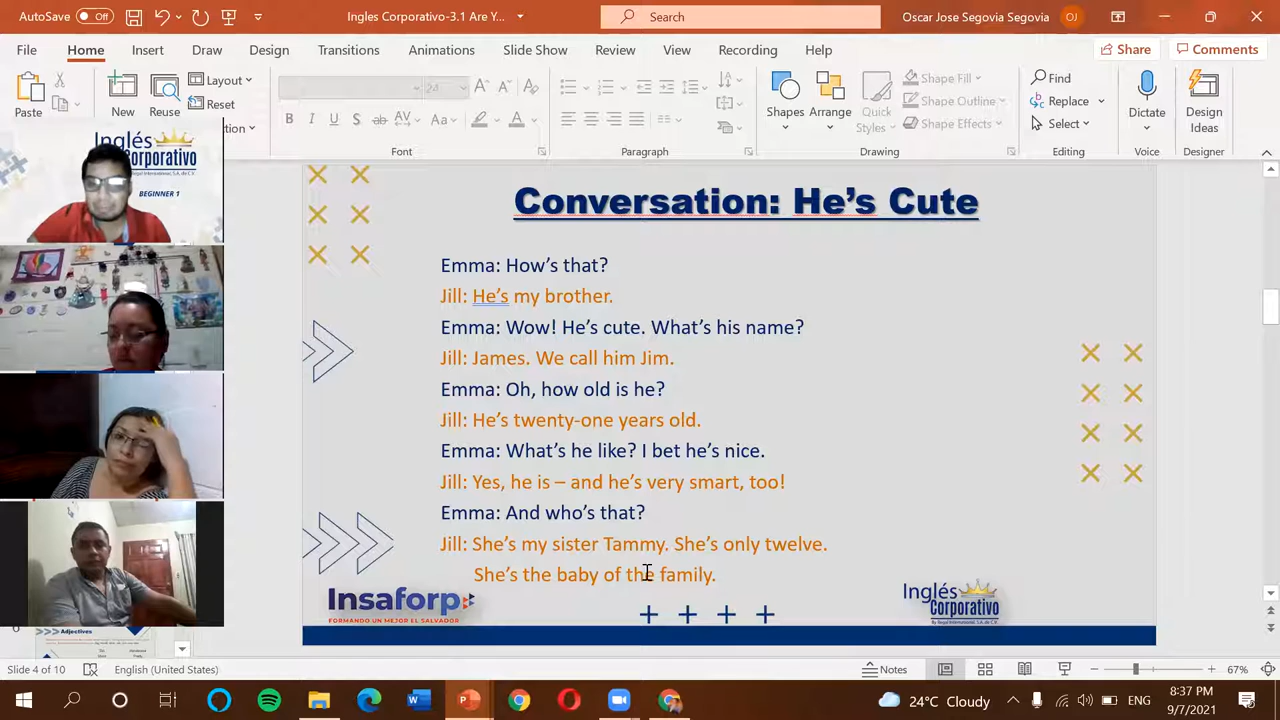 AutoSave Off Ingles Corporativo-3.1 Are Y... Search Oscar Jose Segovia Segovia OJ
File Home Insert Draw Design Transitions Animations Slide Show Review View Recording Help Share Comments
Paste New Reuse Layout Reset Shapes Arrange Quick Styles Shape Fill Shape Outline Shape Effects Find Replace Select Dictate Design Ideas
Font Paragraph Drawing Editing Voice Designer
Inglés
Corporativo
BEGINNER 1
Conversation: He's Cute
Emma: How's that?
Jill: He's my brother.
Emma: Wow! He's cute. What's his name?
Jill: James. We call him Jim.
Emma: Oh, how old is he?
Jill: He's twenty-one years old.
Emma: What's he like? I bet he's nice.
Jill: Yes, he is – and he's very smart, too!
Emma: And who's that?
Jill: She's my sister Tammy. She's only twelve.
She's the baby of the family.
Insaforp
FORMANDO UN MEJOR EL SALVADOR
Inglés
Corporativo
By Regal International, S.A. de C.V.
Adjectives
Slide 4 of 10 English (United States) Notes 67%
24°C Cloudy ENG 8:37 PM
9/7/2021